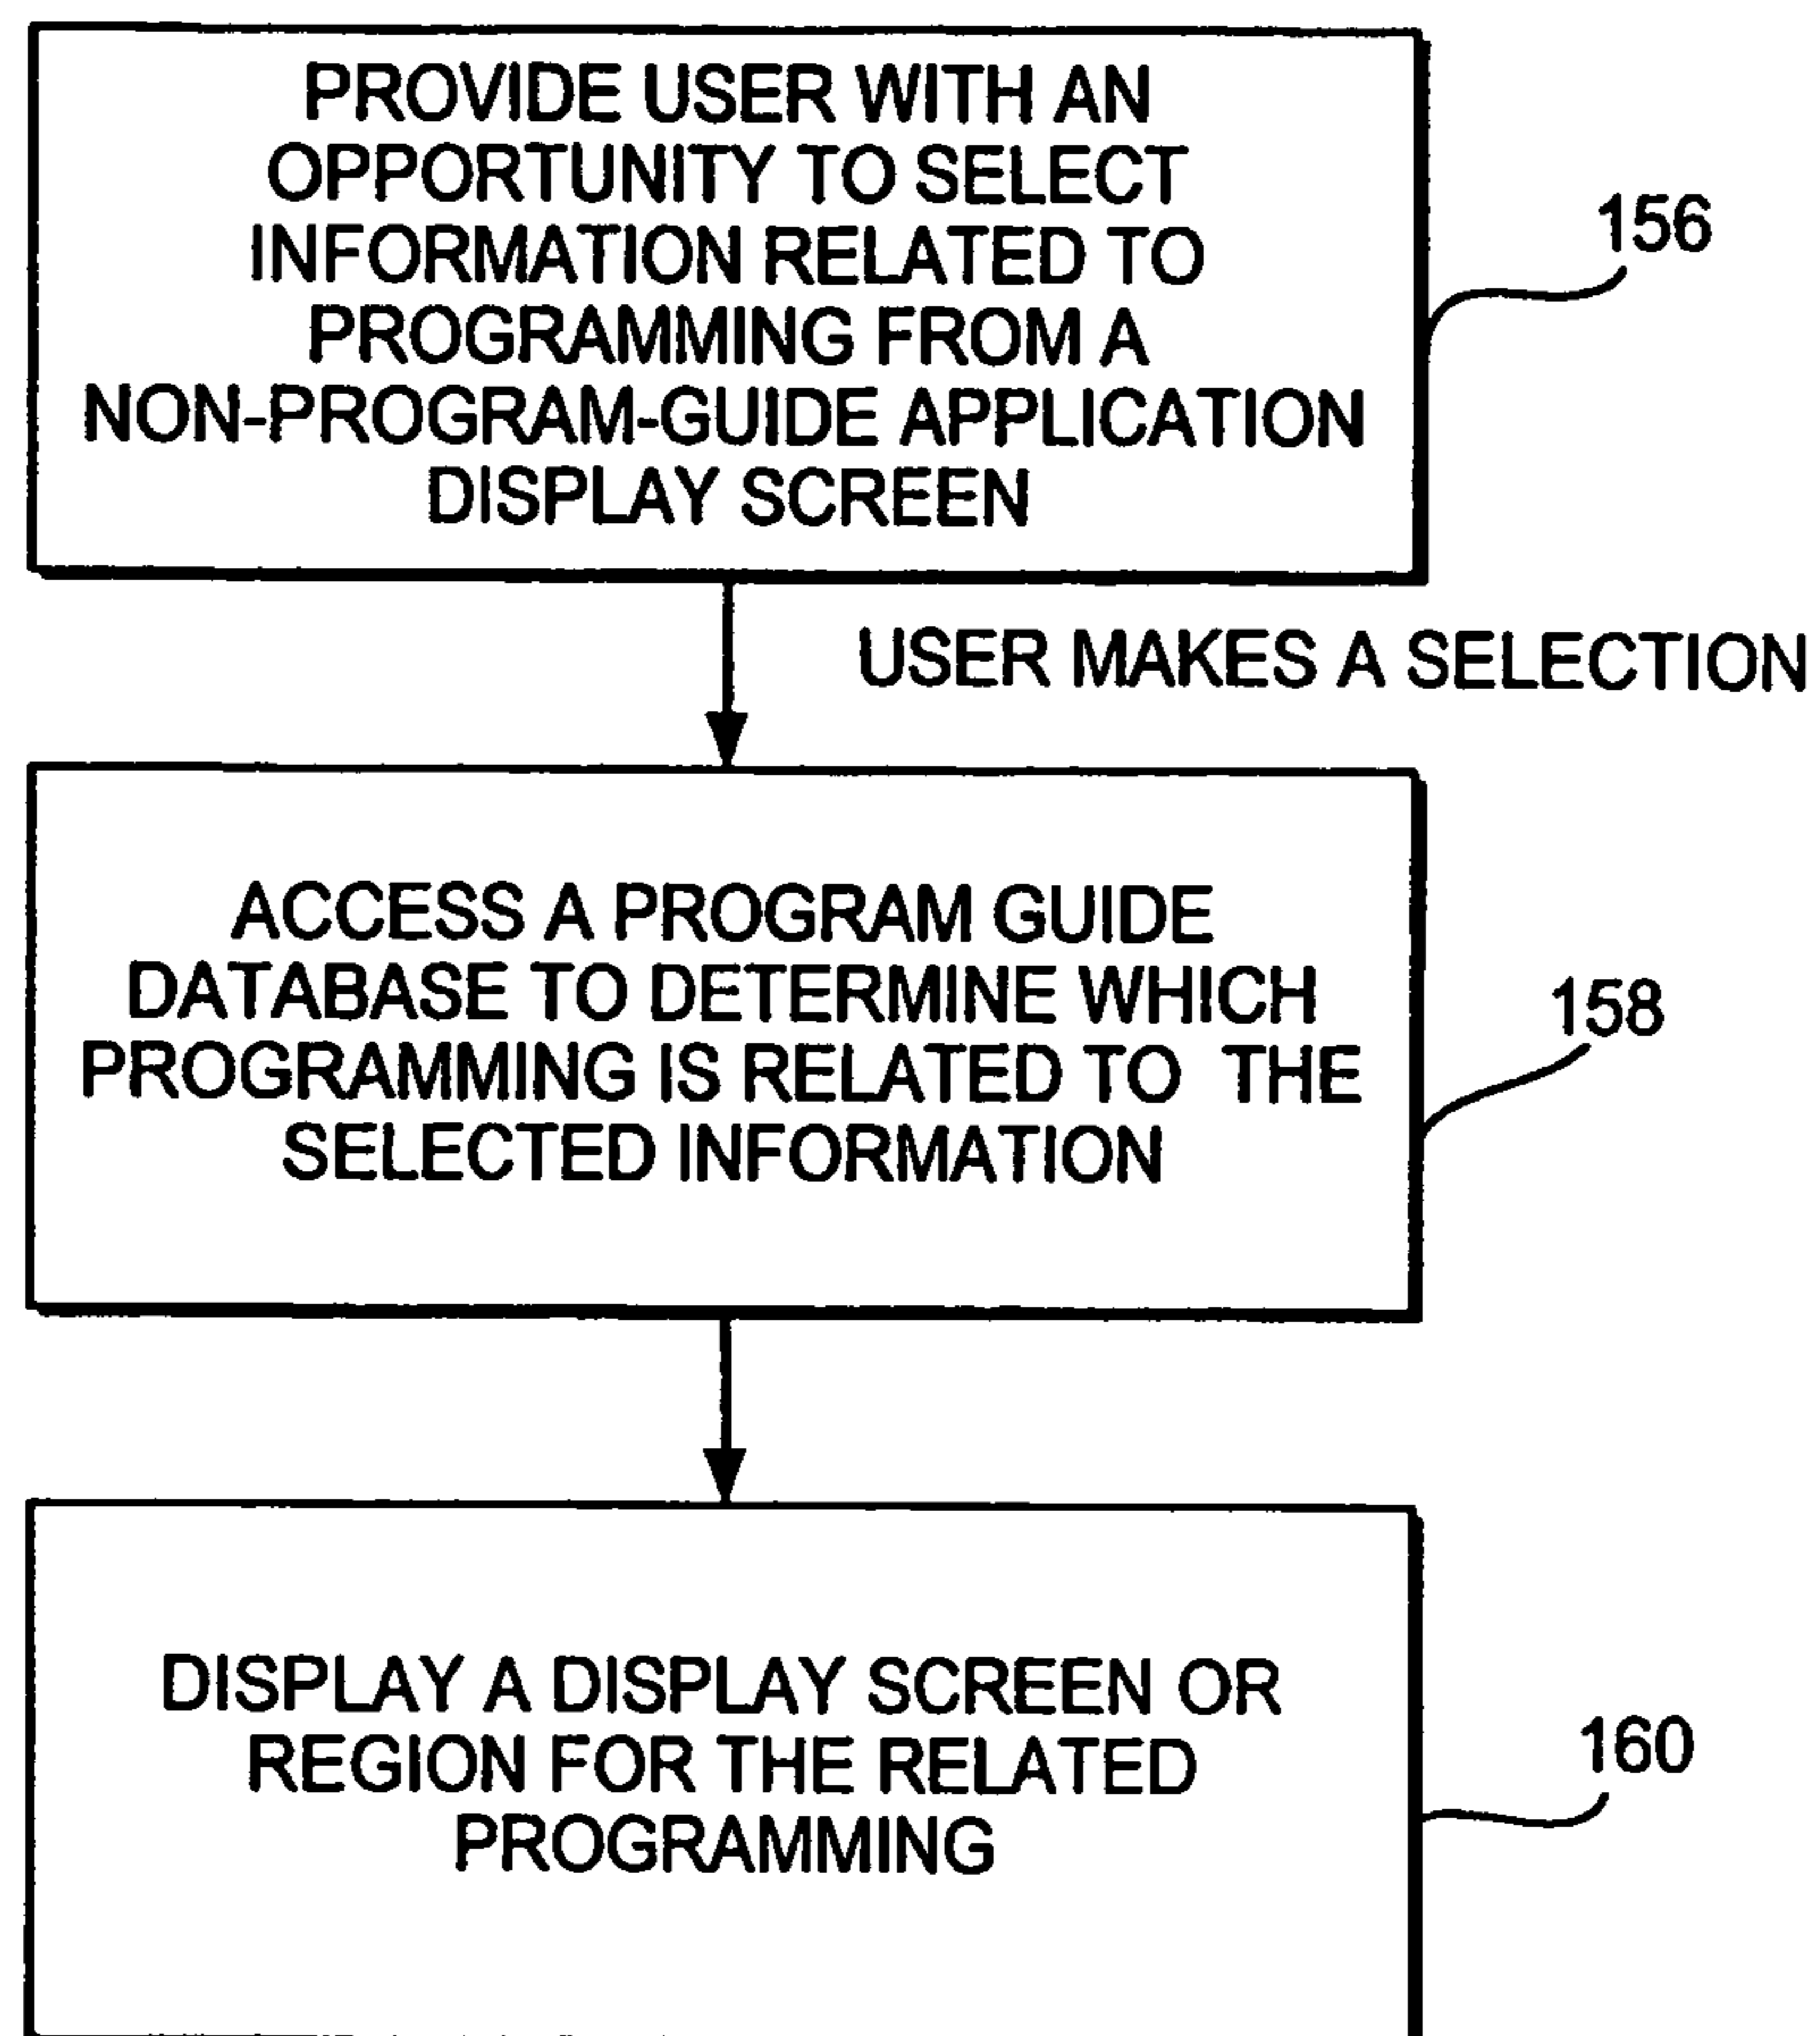 PROVIDE USER WITH AN
OPPORTUNITY TO SELECT
INFORMATION RELATED TO
PROGRAMMING FROM A
NON-PROGRAM-GUIDE APPLICATION
DISPLAY SCREEN
156
USER MAKES A SELECTION
ACCESS A PROGRAM GUIDE
DATABASE TO DETERMINE WHICH
PROGRAMMING IS RELATED TO THE
SELECTED INFORMATION
158
DISPLAY A DISPLAY SCREEN OR
REGION FOR THE RELATED
PROGRAMMING
160